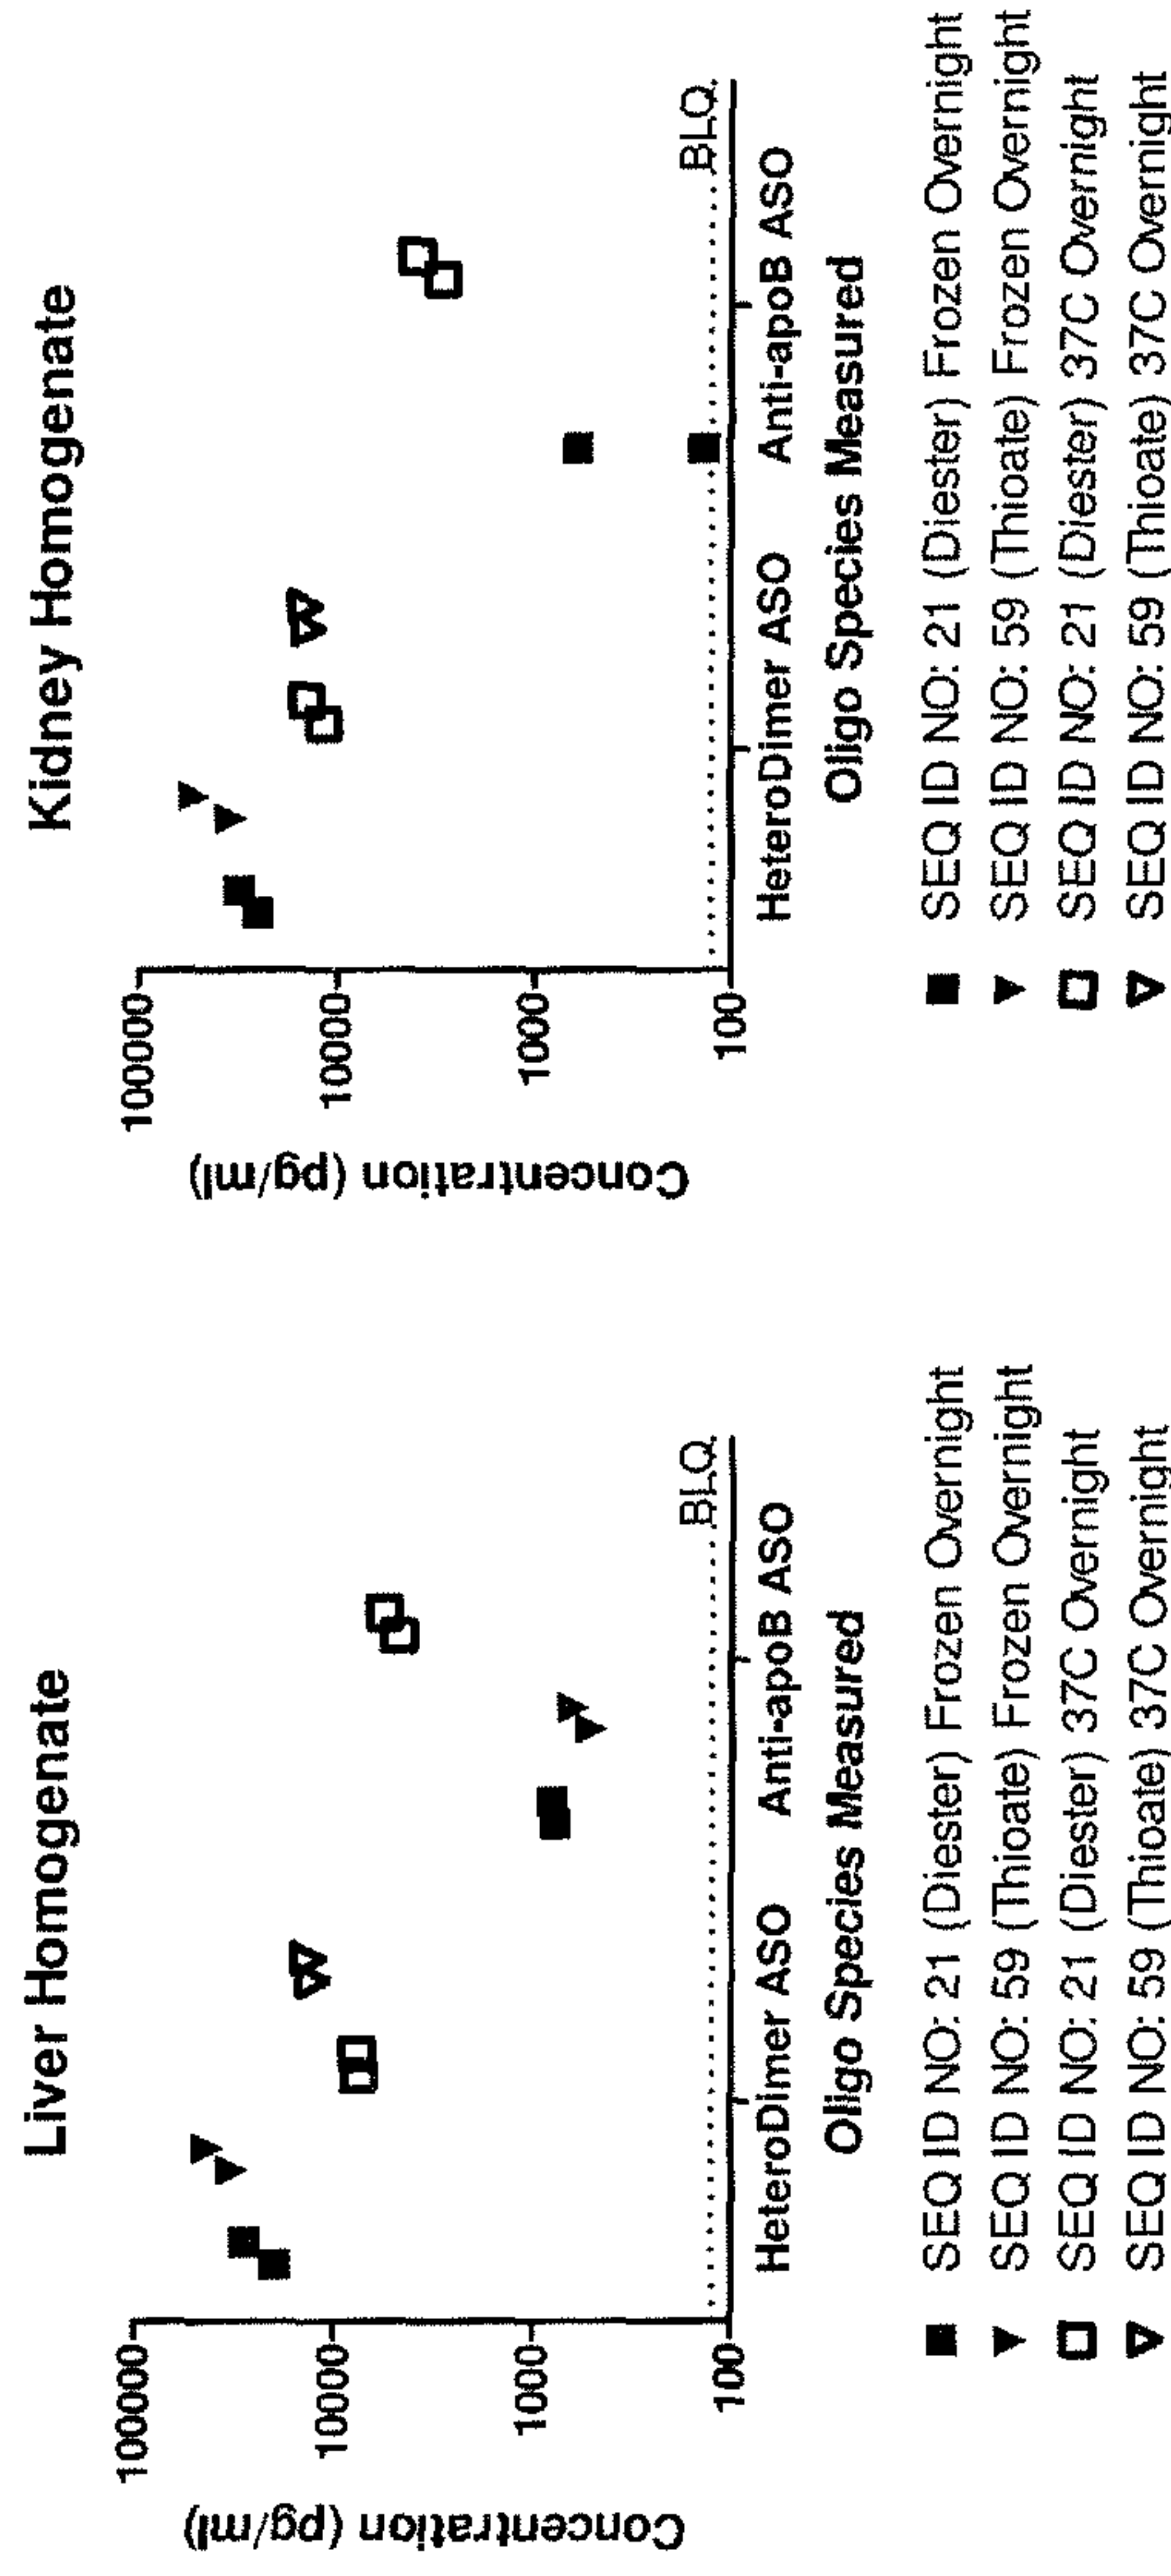 Liver Homogenate
Concentration (pg/ml)
100000
10000
1000
100
BLQ
HeteroDimer ASO
Anti-apoB ASO
Oligo Species Measured
SEQ ID NO: 21 (Diester) Frozen Overnight
SEQ ID NO: 59 (Thioate) Frozen Overnight
SEQ ID NO: 21 (Diester) 37C Overnight
SEQ ID NO: 59 (Thioate) 37C Overnight
Kidney Homogenate
Concentration (pg/ml)
100000
10000
1000
100
BLQ
HeteroDimer ASO
Anti-apoB ASO
Oligo Species Measured
SEQ ID NO: 21 (Diester) Frozen Overnight
SEQ ID NO: 59 (Thioate) Frozen Overnight
SEQ ID NO: 21 (Diester) 37C Overnight
SEQ ID NO: 59 (Thioate) 37C Overnight